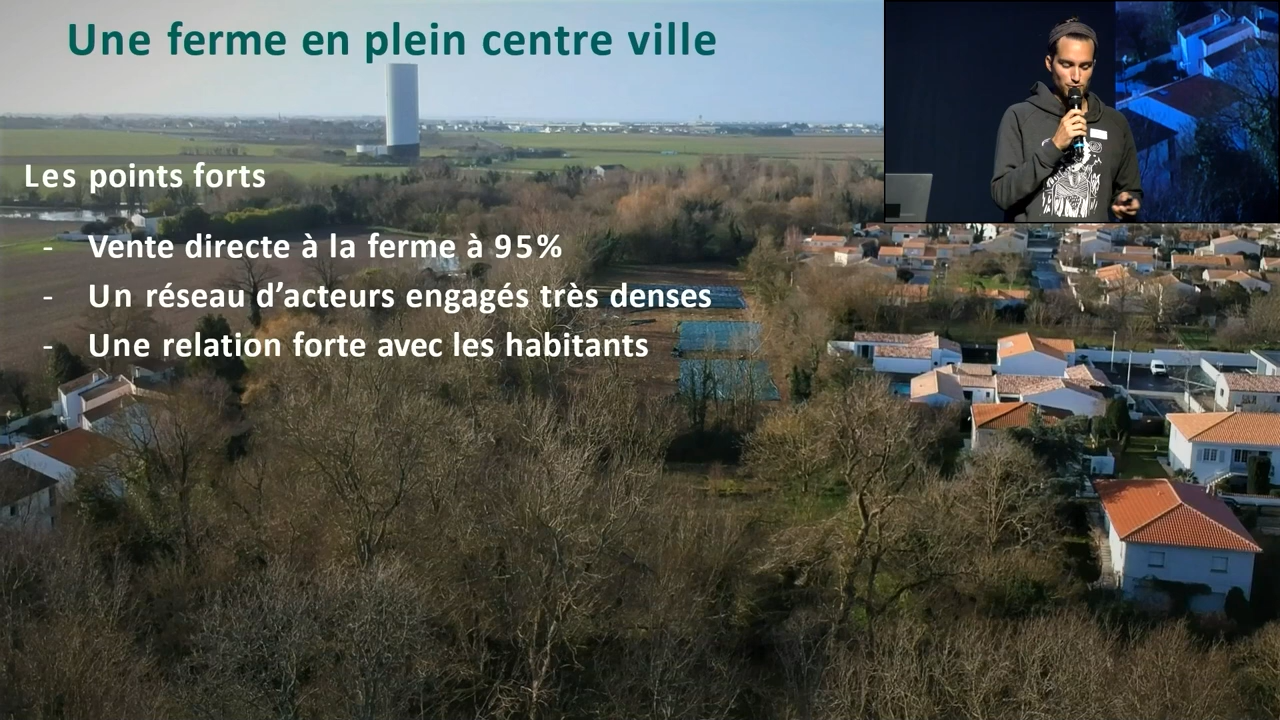 Une ferme en plein centre ville
Les points forts
- Vente directe à la ferme à 95%
- Un réseau d’acteurs engagés très denses
- Une relation forte avec les habitants